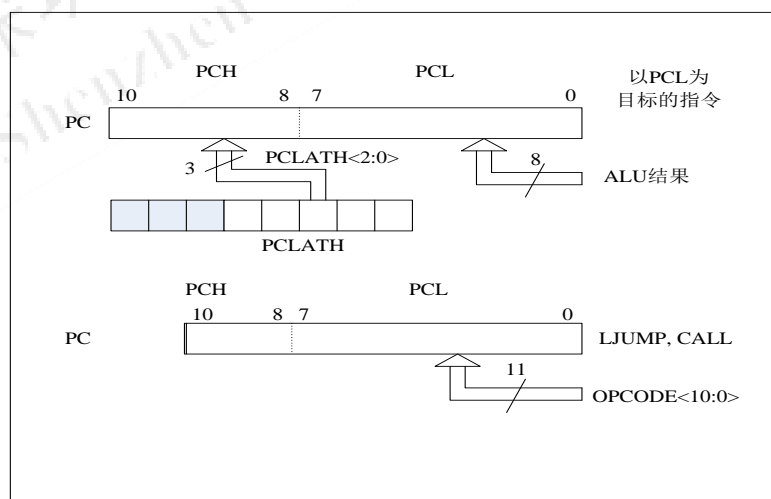 Shenzhen
PCH PCL
10 8 7 0
PC
以PCL为
目标的指令
3 PCLATH<2:0>
8
ALU结果
PCLATH
PCH PCL
10 8 7 0
PC
LJUMP, CALL
11
OPCODE<10:0>